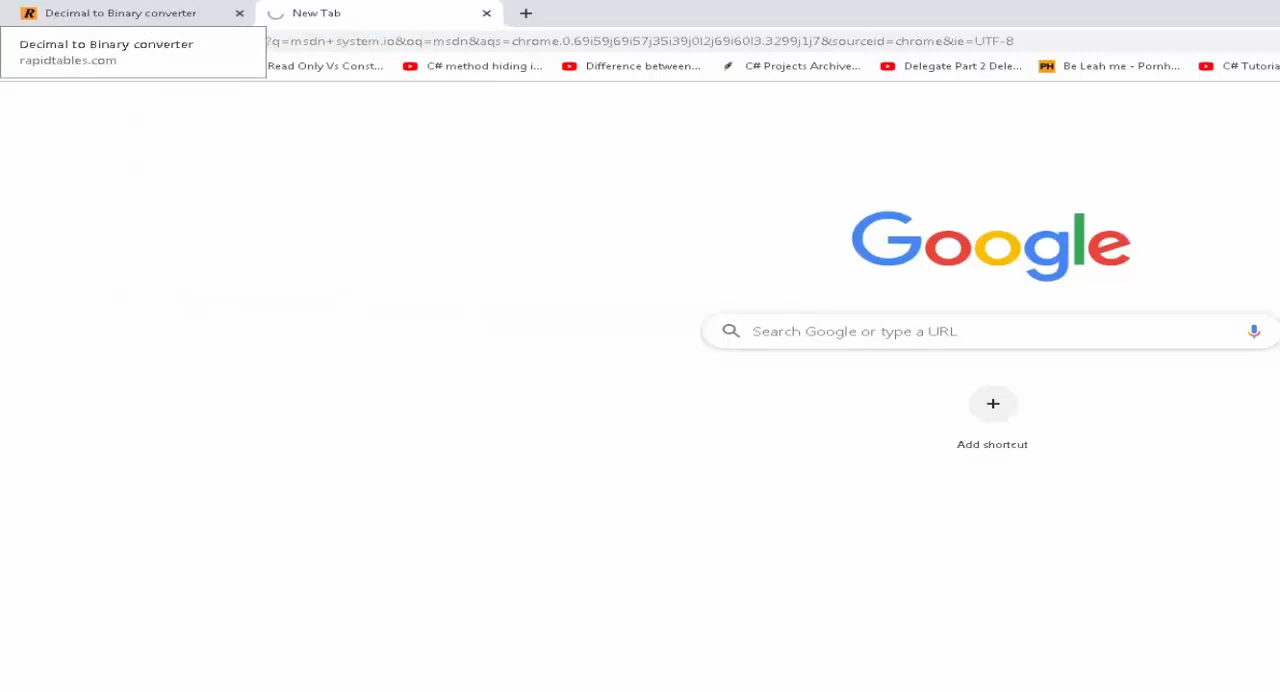 R Decimal to Binary converter × New Tab × +
Decimal to Binary converter
rapidtables.com
?q=msdn+system.io&oq=msdn&aqs=chrome.0.69i59j69i57j35i39j0l2j69i60l3.3299j1j7&sourceid=chrome&ie=UTF-8
Read Only Vs Const... C# method hiding i... Difference between... C# Projects Archive... Delegate Part 2 Dele... PH Be Leah me - Pornh... C# Tutoria
Google
Search Google or type a URL
+
Add shortcut